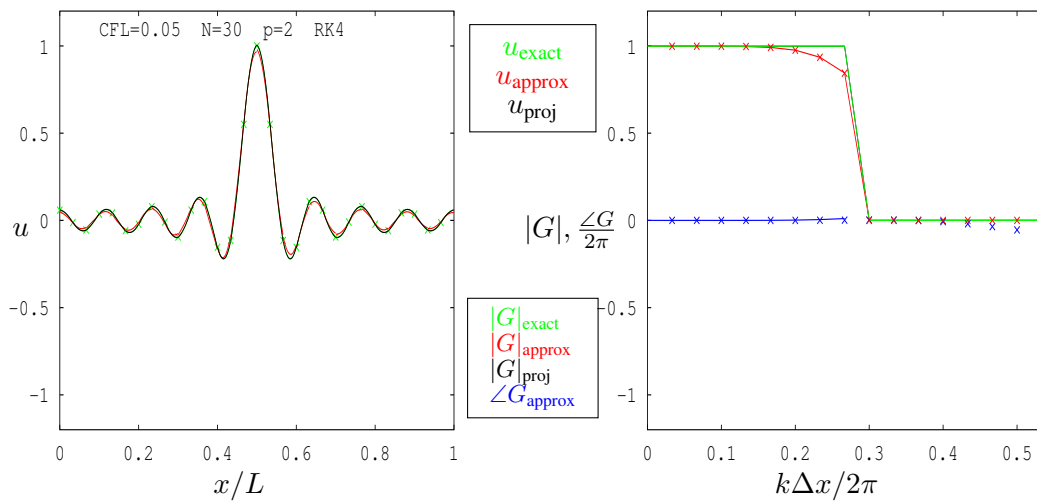 CFL=0.05 N=30 p=2 RK4
1
0.5
0
-0.5
-1
u
0 0.2 0.4 0.6 0.8 1
x/L
u_exact
u_approx
u_proj
|G|_exact
|G|_approx
|G|_proj
∠G_approx
1
0.5
|G|, ∠G/2π
0
-0.5
-1
0 0.1 0.2 0.3 0.4 0.5
kΔx/2π